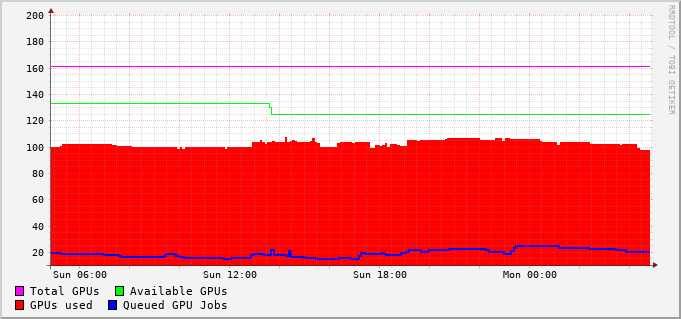 200
180
160
140
120
100
80
60
40
20
Sun 06:00 Sun 12:00 Sun 18:00 Mon 00:00
Total GPUs Available GPUs
GPUs used Queued GPU Jobs
RRDTOOL / TOBI OETIKER